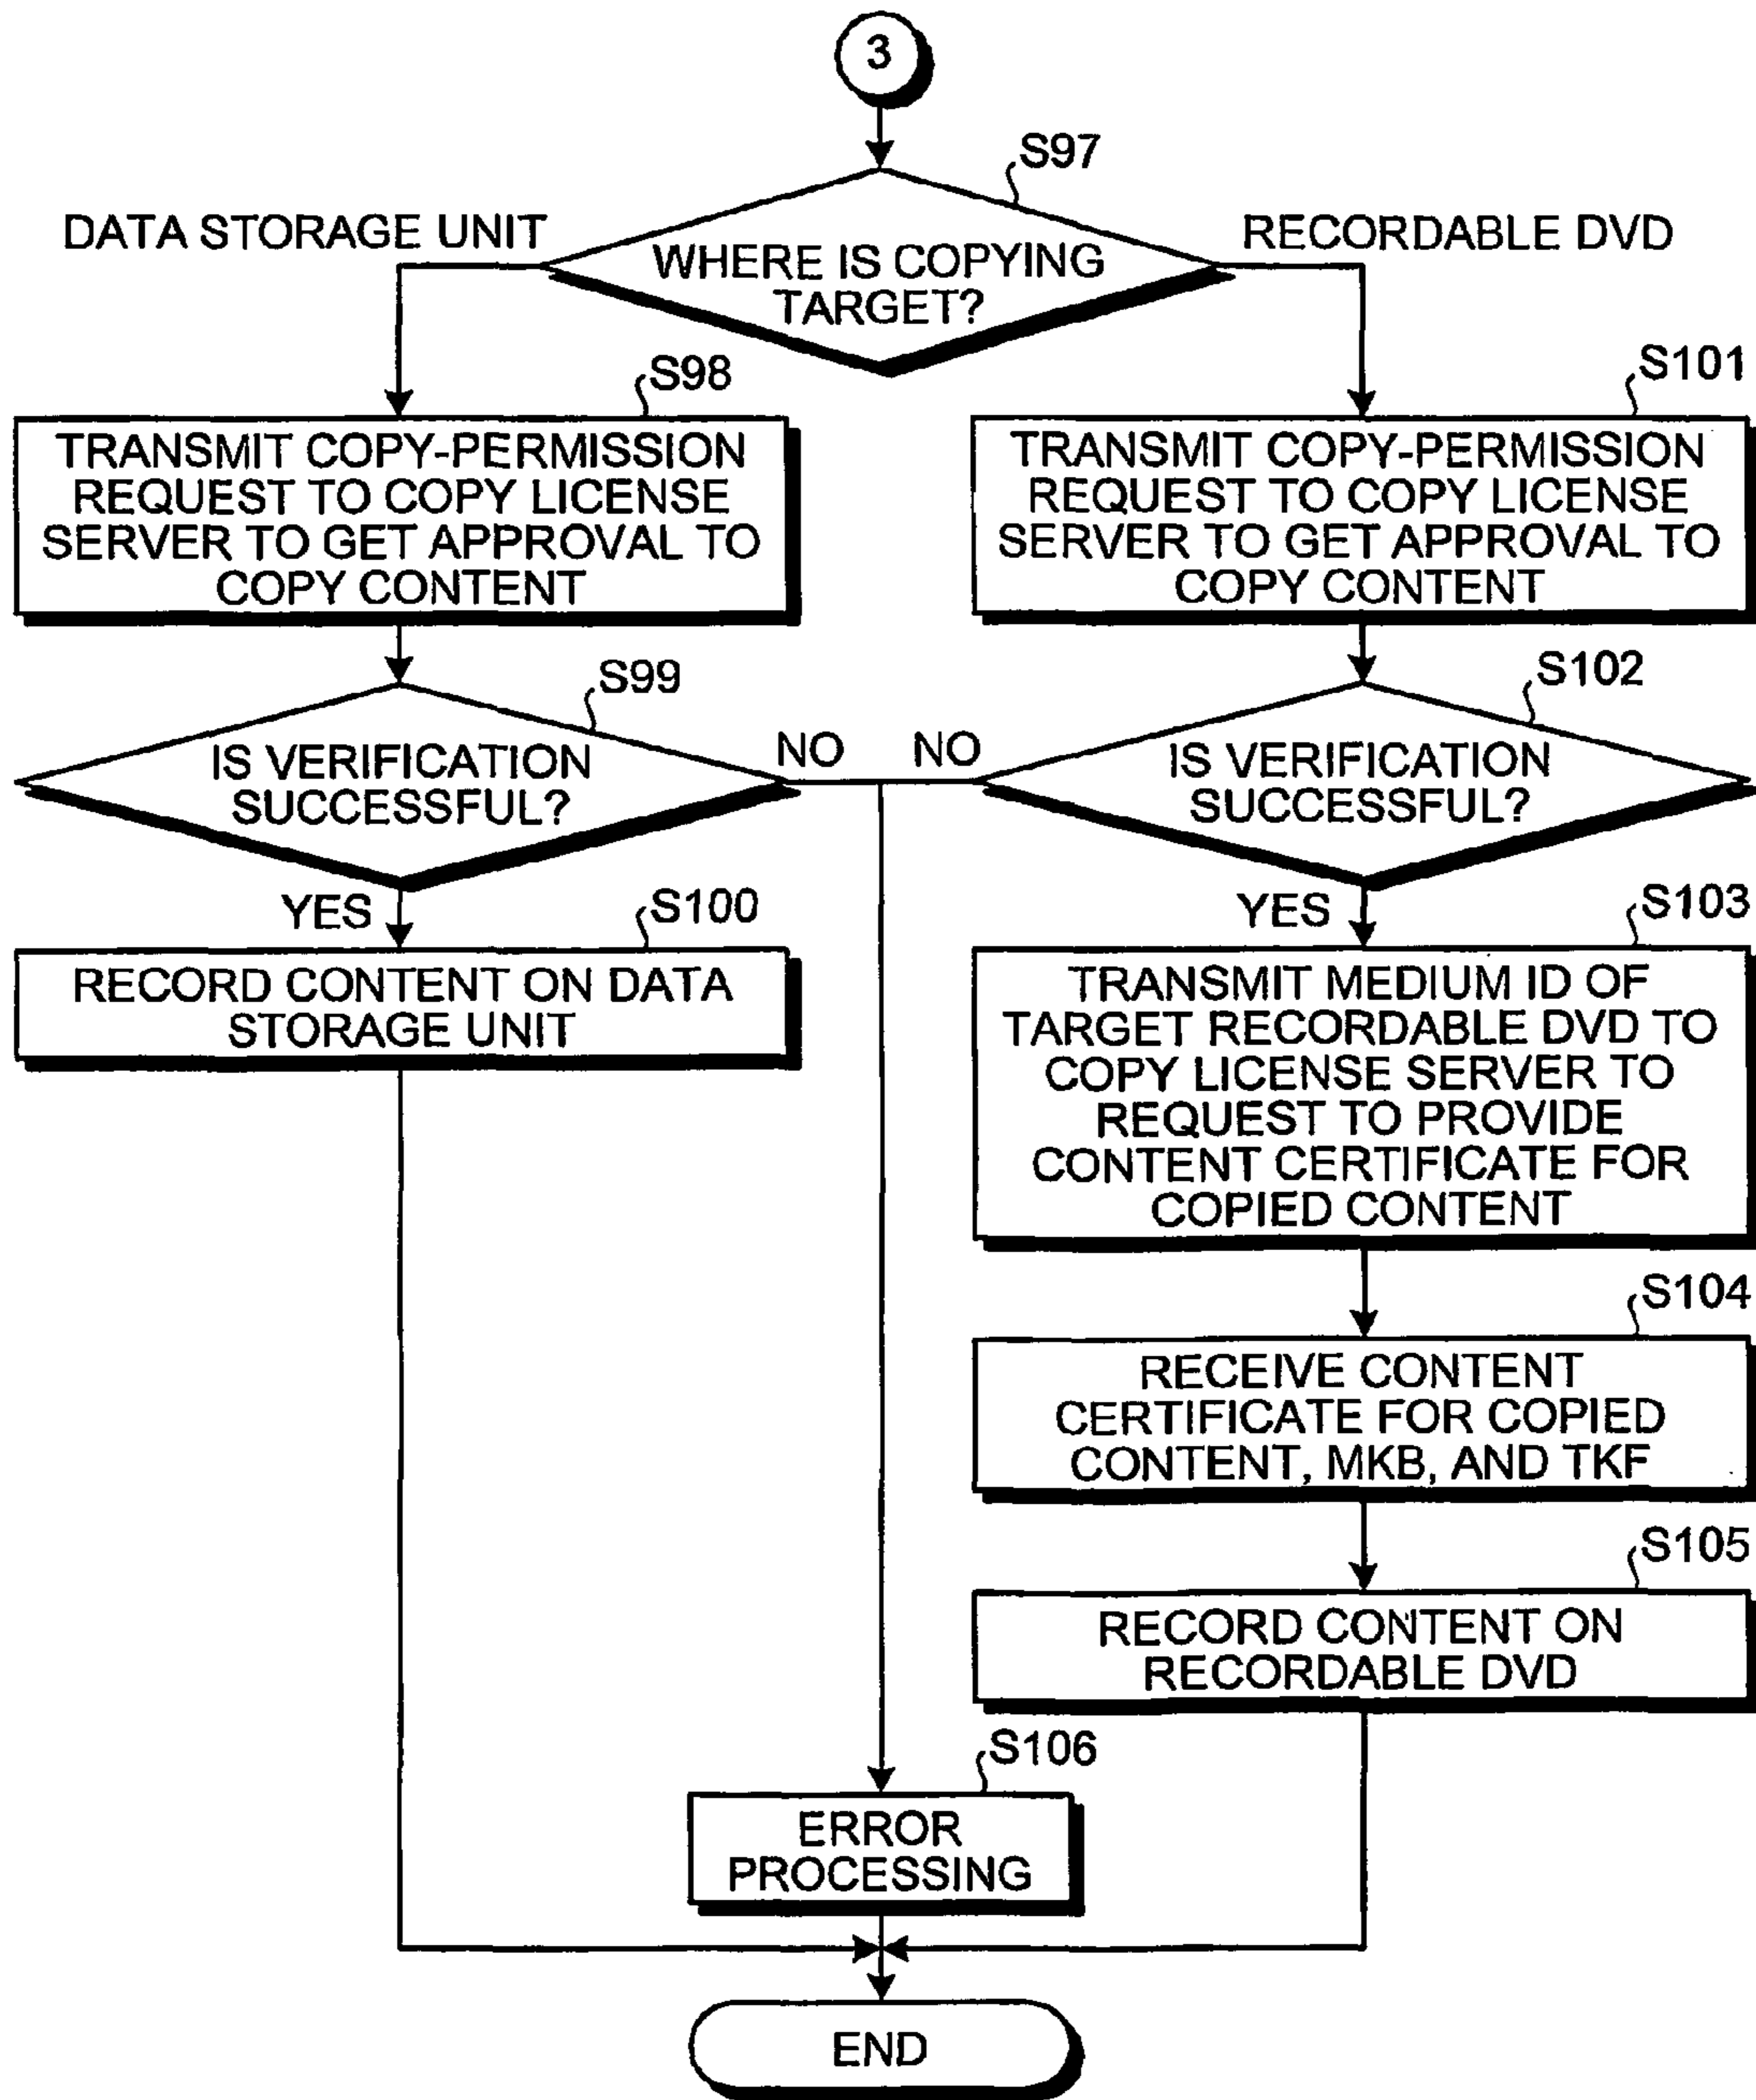 3
S97
DATA STORAGE UNIT
RECORDABLE DVD
WHERE IS COPYING
TARGET?
S98
TRANSMIT COPY-PERMISSION
REQUEST TO COPY LICENSE
SERVER TO GET APPROVAL TO
COPY CONTENT
S101
TRANSMIT COPY-PERMISSION
REQUEST TO COPY LICENSE
SERVER TO GET APPROVAL TO
COPY CONTENT
S99
IS VERIFICATION
SUCCESSFUL?
NO
NO
S102
IS VERIFICATION
SUCCESSFUL?
YES
S100
RECORD CONTENT ON DATA
STORAGE UNIT
YES
S103
TRANSMIT MEDIUM ID OF
TARGET RECORDABLE DVD TO
COPY LICENSE SERVER TO
REQUEST TO PROVIDE
CONTENT CERTIFICATE FOR
COPIED CONTENT
S104
RECEIVE CONTENT
CERTIFICATE FOR COPIED
CONTENT, MKB, AND TKF
S105
RECORD CONTENT ON
RECORDABLE DVD
S106
ERROR
PROCESSING
END